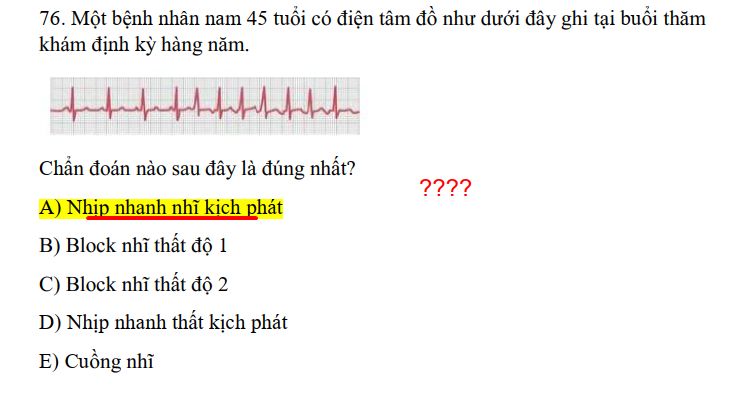 76. Một bệnh nhân nam 45 tuổi có điện tâm đồ như dưới đây ghi tại buổi thăm
khám định kỳ hàng năm.
Chẩn đoán nào sau đây là đúng nhất?
????
A) Nhịp nhanh nhĩ kịch phát
B) Block nhĩ thất độ 1
C) Block nhĩ thất độ 2
D) Nhịp nhanh thất kịch phát
E) Cuồng nhĩ